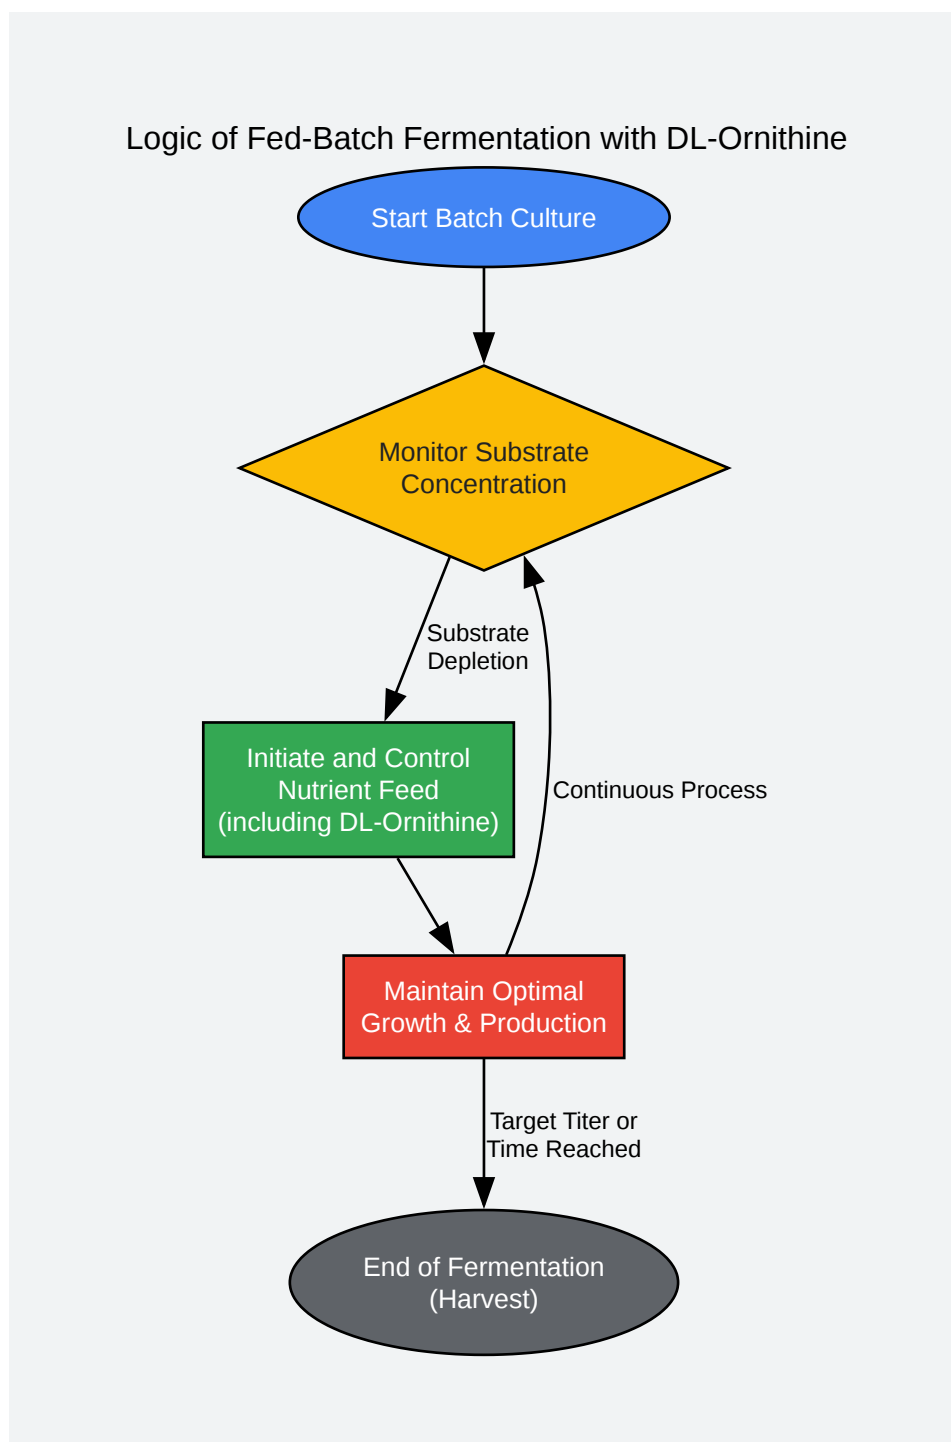 Logic of Fed-Batch Fermentation with DL-Ornithine
Start Batch Culture
Monitor Substrate
Concentration
Substrate
Depletion
Initiate and Control
Nutrient Feed
(including DL-Ornithine)
Continuous Process
Maintain Optimal
Growth & Production
Target Titer or
Time Reached
End of Fermentation
(Harvest)